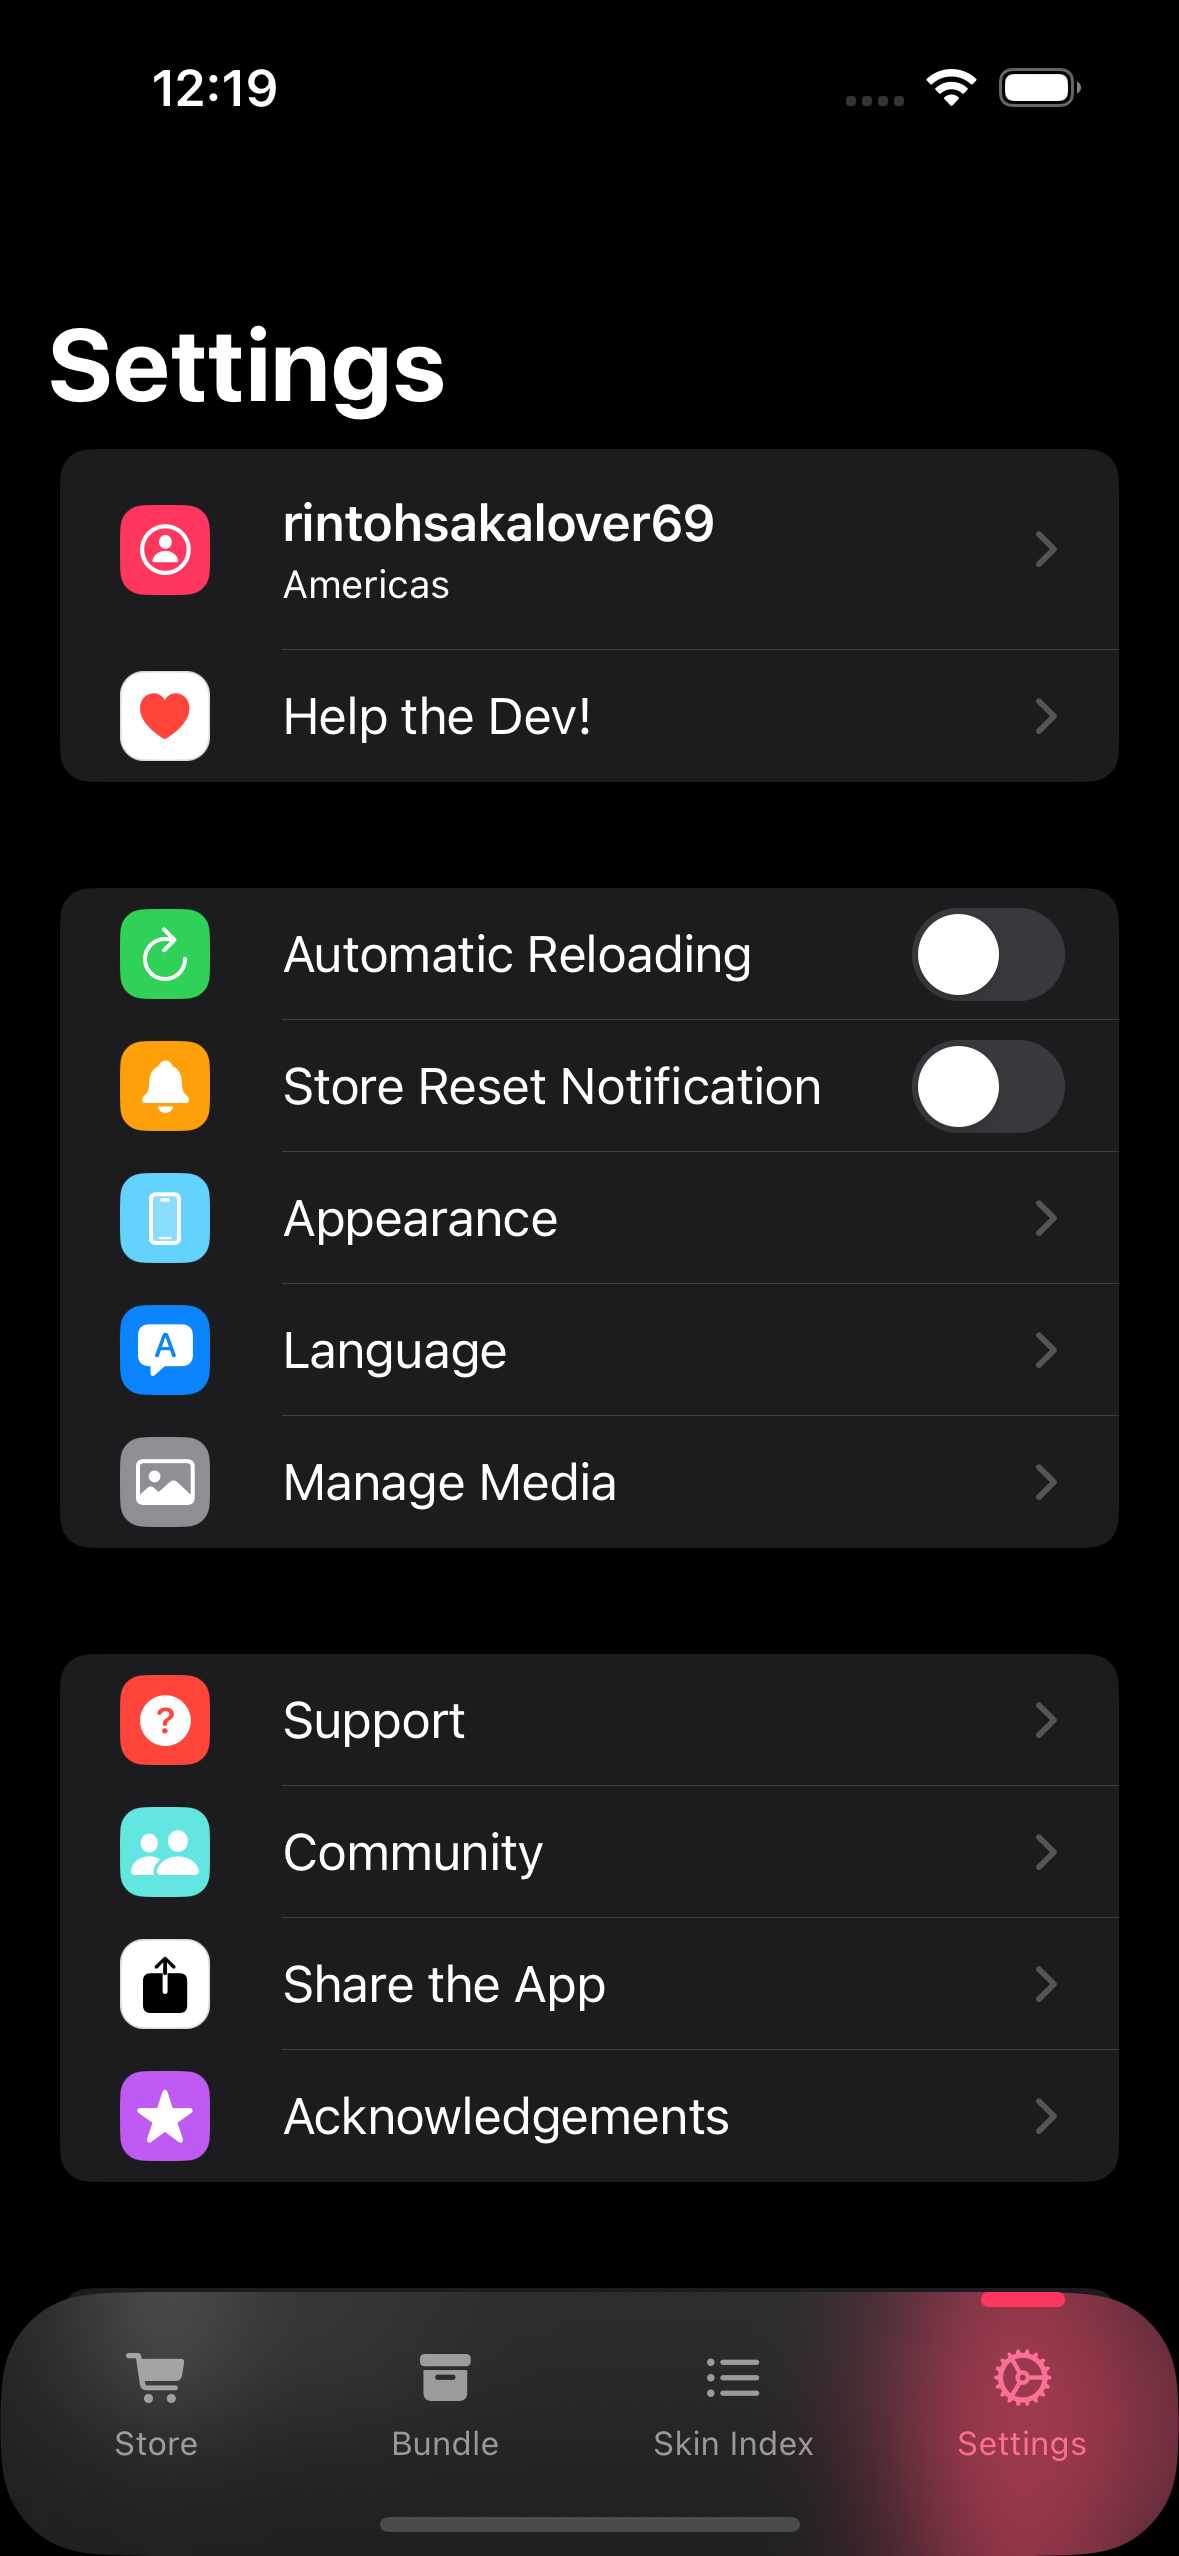 12:19
Settings
rintohsakalover69
Americas
Help the Dev!
Automatic Reloading
Store Reset Notification
Appearance
Language
Manage Media
Support
Community
Share the App
Acknowledgements
Store
Bundle
Skin Index
Settings